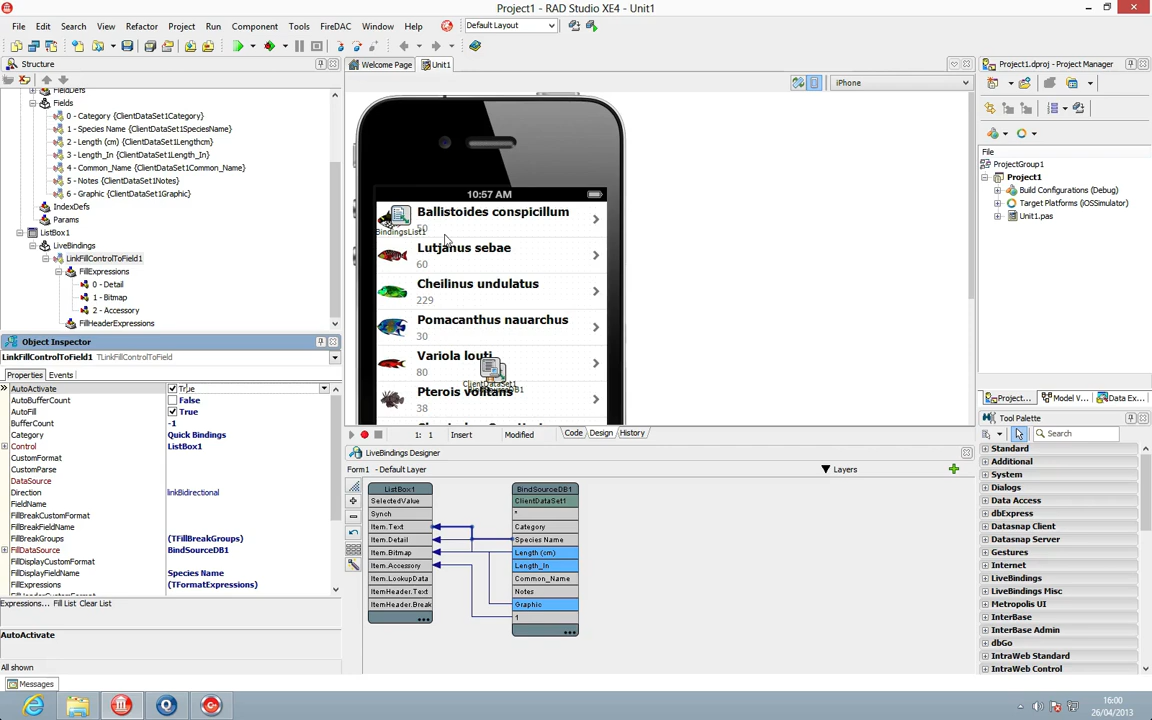 Project1 - RAD Studio XE4 - Unit1
File Edit Search View Refactor Project Run Component Tools FireDAC Window Help Default Layout
Structure
Welcome Page Unit1
Project1.dproj - Project Manager
iPhone
FieldDefs
Fields
0 - Category {ClientDataSet1Category}
1 - Species Name {ClientDataSet1SpeciesName}
2 - Length (cm) {ClientDataSet1Lengthcm}
3 - Length_In {ClientDataSet1Length_In}
4 - Common_Name {ClientDataSet1Common_Name}
5 - Notes {ClientDataSet1Notes}
6 - Graphic {ClientDataSet1Graphic}
IndexDefs
Params
ListBox1
LiveBindings
LinkFillControlToField1
FillExpressions
0 - Detail
1 - Bitmap
2 - Accessory
FillHeaderExpressions
10:57 AM
Ballistoides conspicillum
50
BindingsList1
Lutjanus sebae
60
Cheilinus undulatus
229
Pomacanthus nauarchus
30
Variola louti
80
ClientDataSet1
Pterois volitans
38
File
ProjectGroup1
Project1
Build Configurations (Debug)
Target Platforms (iOSSimulator)
Unit1.pas
Object Inspector
LinkFillControlToField1 TLinkFillControlToField
Properties Events
AutoActivate True
AutoBufferCount False
AutoFill True
BufferCount -1
Category Quick Bindings
Control ListBox1
CustomFormat
CustomParse
DataSource
Direction linkBidirectional
FieldName
FillBreakCustomFormat
FillBreakFieldName
FillBreakGroups (TFillBreakGroups)
FillDataSource BindSourceDB1
FillDisplayCustomFormat
FillDisplayFieldName Species Name
FillExpressions (TFormatExpressions)
Expressions... Fill List Clear List
AutoActivate
All shown
Messages
1: 1 Insert Modified Code Design History
LiveBindings Designer
Form1 - Default Layer Layers
ListBox1
SelectedValue
Synch
Item.Text
Item.Detail
Item.Bitmap
Item.Accessory
Item.LookupData
ItemHeader.Text
ItemHeader.Break
BindSourceDB1
ClientDataSet1
*
Category
Species Name
Length (cm)
Length_In
Common_Name
Notes
Graphic
1
Project... Model V... Data Ex...
Tool Palette
Search
Standard
Additional
System
Dialogs
Data Access
dbExpress
Datasnap Client
Datasnap Server
Gestures
Internet
LiveBindings
LiveBindings Misc
Metropolis UI
InterBase
InterBase Admin
dbGo
IntraWeb Standard
IntraWeb Control
16:00
26/04/2013